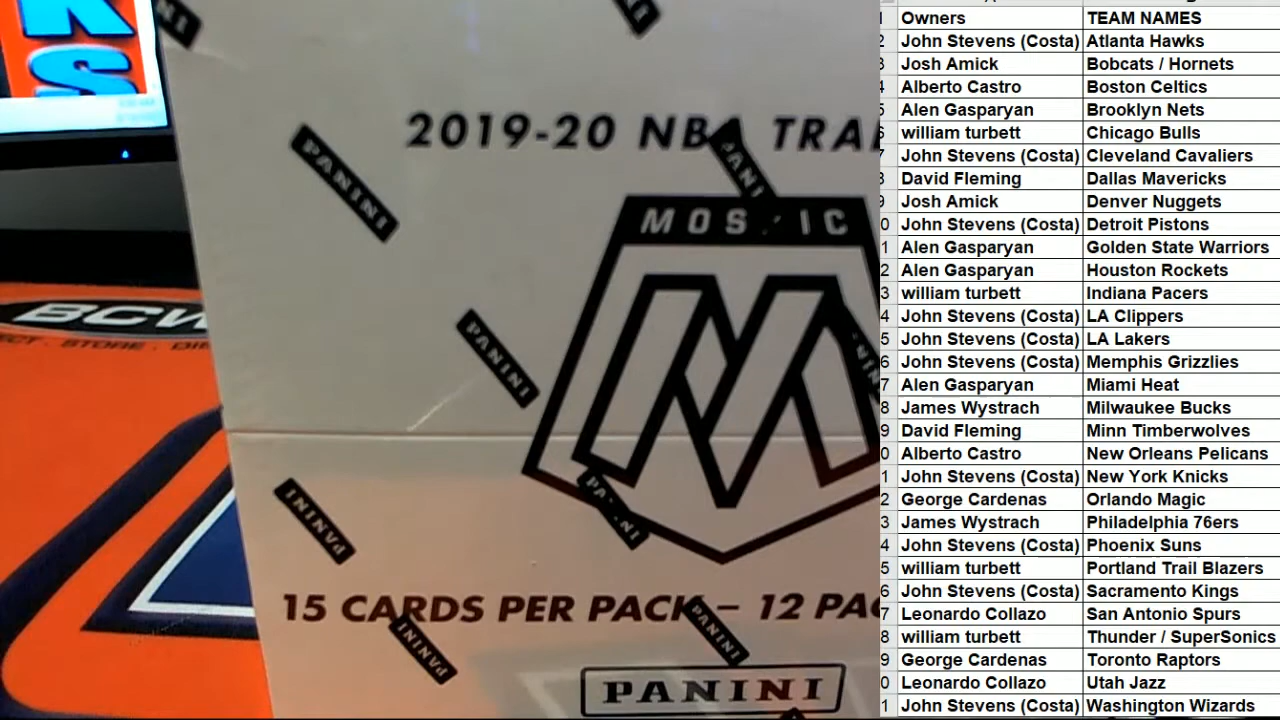 KS
BCW
2019-20 NBA TRA
PANINI
PANINI
MOSAIC
M
PANINI
PANINI
PANINI
15 CARDS PER PACK – 12 PA
PANINI
PANINI
PANINI
Owners TEAM NAMES
John Stevens (Costa) Atlanta Hawks
Josh Amick Bobcats / Hornets
Alberto Castro Boston Celtics
Alen Gasparyan Brooklyn Nets
william turbett Chicago Bulls
John Stevens (Costa) Cleveland Cavaliers
David Fleming Dallas Mavericks
Josh Amick Denver Nuggets
John Stevens (Costa) Detroit Pistons
Alen Gasparyan Golden State Warriors
Alen Gasparyan Houston Rockets
william turbett Indiana Pacers
John Stevens (Costa) LA Clippers
John Stevens (Costa) LA Lakers
John Stevens (Costa) Memphis Grizzlies
Alen Gasparyan Miami Heat
James Wystrach Milwaukee Bucks
David Fleming Minn Timberwolves
Alberto Castro New Orleans Pelicans
John Stevens (Costa) New York Knicks
George Cardenas Orlando Magic
James Wystrach Philadelphia 76ers
John Stevens (Costa) Phoenix Suns
william turbett Portland Trail Blazers
John Stevens (Costa) Sacramento Kings
Leonardo Collazo San Antonio Spurs
william turbett Thunder / SuperSonics
George Cardenas Toronto Raptors
Leonardo Collazo Utah Jazz
John Stevens (Costa) Washington Wizards